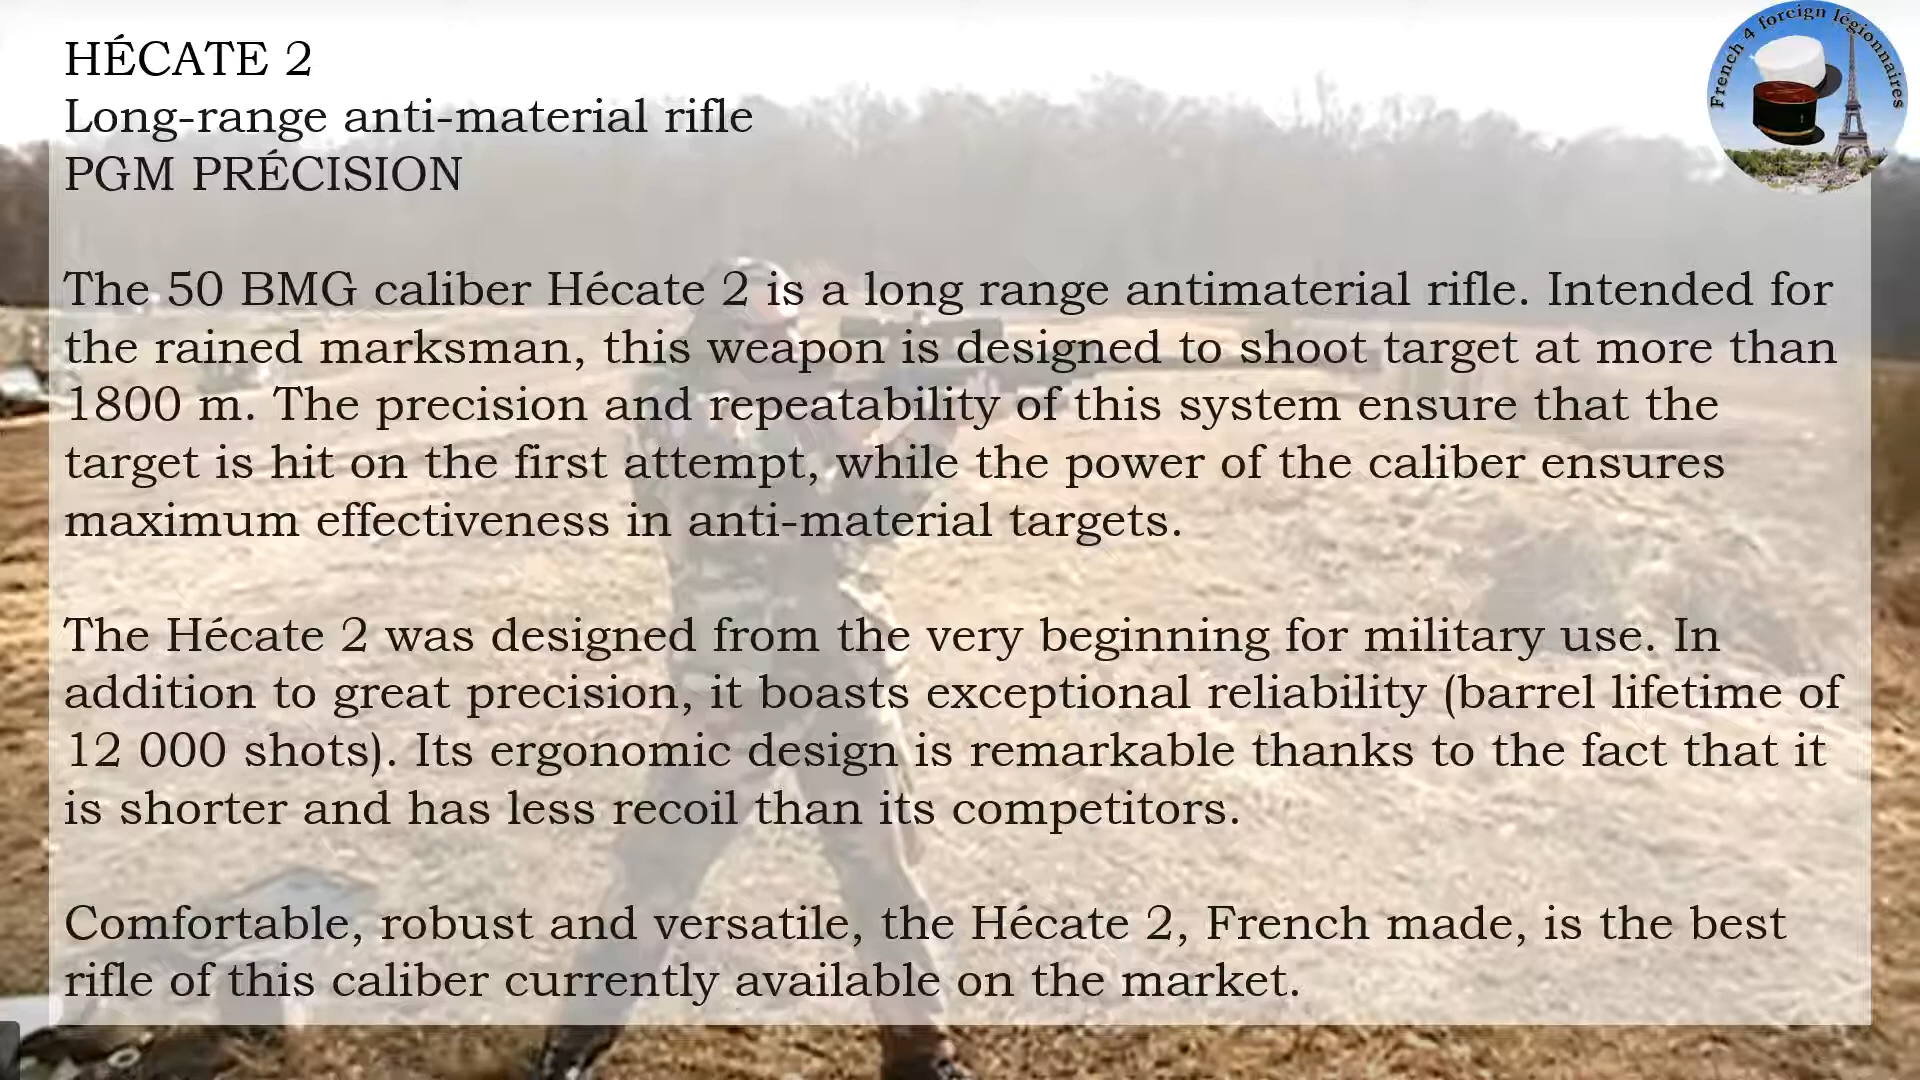 HÉCATE 2
Long-range anti-material rifle
PGM PRÉCISION
The 50 BMG caliber Hécate 2 is a long range antimaterial rifle. Intended for
the rained marksman, this weapon is designed to shoot target at more than
1800 m. The precision and repeatability of this system ensure that the
target is hit on the first attempt, while the power of the caliber ensures
maximum effectiveness in anti-material targets.
The Hécate 2 was designed from the very beginning for military use. In
addition to great precision, it boasts exceptional reliability (barrel lifetime of
12 000 shots). Its ergonomic design is remarkable thanks to the fact that it
is shorter and has less recoil than its competitors.
Comfortable, robust and versatile, the Hécate 2, French made, is the best
rifle of this caliber currently available on the market.
French 4 foreign légionnaires